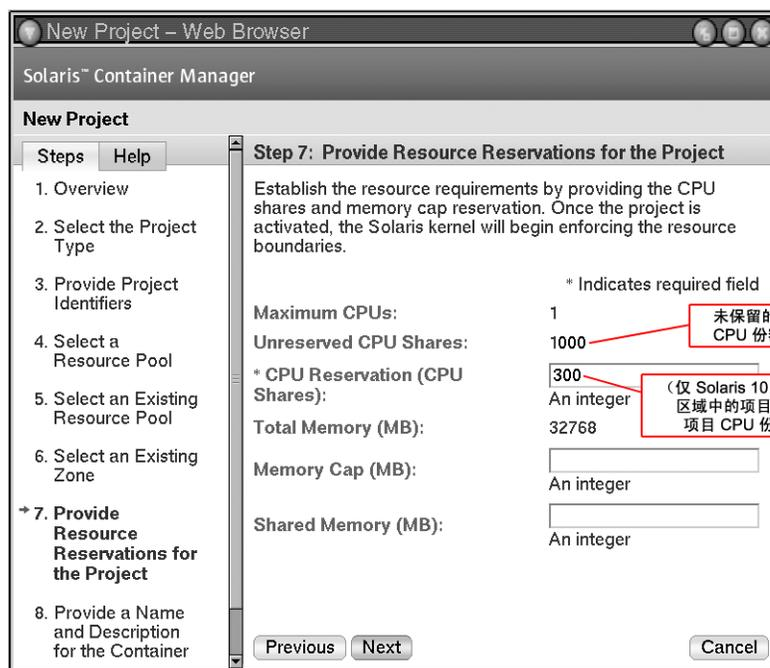 New Project – Web Browser
Solaris™ Container Manager
New Project
Steps
Help
1. Overview
2. Select the Project
Type
3. Provide Project
Identifiers
4. Select a
Resource Pool
5. Select an Existing
Resource Pool
6. Select an Existing
Zone
7. Provide
Resource
Reservations for
the Project
8. Provide a Name
and Description
for the Container
Step 7: Provide Resource Reservations for the Project
Establish the resource requirements by providing the CPU
shares and memory cap reservation. Once the project is
activated, the Solaris kernel will begin enforcing the resource
boundaries.
* Indicates required field
Maximum CPUs:
1
Unreserved CPU Shares:
1000
未保留的
CPU 份
* CPU Reservation (CPU
Shares):
300
An integer
（仅 Solaris 10
区域中的项目
项目 CPU 份
Total Memory (MB):
32768
Memory Cap (MB):
An integer
Shared Memory (MB):
An integer
Previous
Next
Cancel